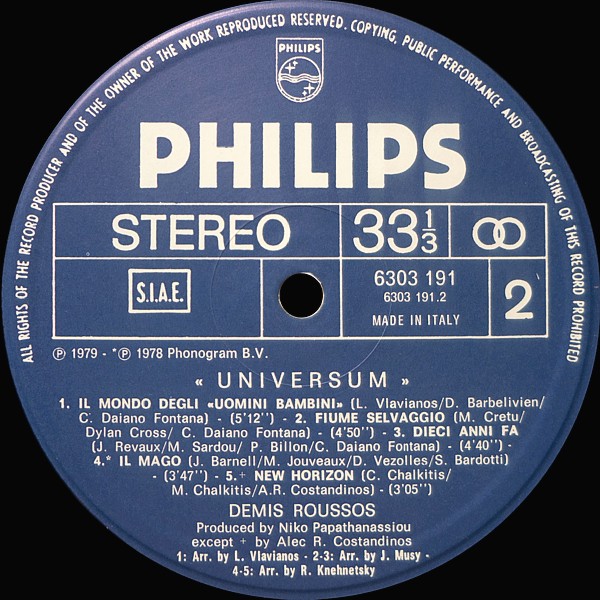 ALL RIGHTS OF THE RECORD PRODUCER AND OF THE OWNER OF THE WORK REPRODUCED RESERVED. COPYING, PUBLIC PERFORMANCE AND BROADCASTING OF THIS RECORD PROHIBITED
PHILIPS
PHILIPS
STEREO 33 1/3
S.I.A.E. 6303 191 2
6303 191.2
MADE IN ITALY
Ⓟ 1979 - *Ⓟ 1978 Phonogram B.V.
« UNIVERSUM »
1. IL MONDO DEGLI «UOMINI BAMBINI» (L. Vlavianos/D. Barbelivien/
C. Daiano Fontana) - (5'12'') - 2. FIUME SELVAGGIO (M. Cretu/
Dylan Cross/ C. Daiano Fontana) - (4'50'') - 3. DIECI ANNI FA
(J. Revaux/M. Sardou/ P. Billon/C. Daiano Fontana) - (4'40'') -
4.* IL MAGO (J. Barnell/M. Jouveaux/D. Vezolles/S. Bardotti)
- (3'47'') - 5.+ NEW HORIZON (C. Chalkitis/
M. Chalkitis/A.R. Costandinos) - (3'05'')
DEMIS ROUSSOS
Produced by Niko Papathanassiou
except + by Alec R. Costandinos
1: Arr. by L. Vlavianos - 2-3: Arr. by J. Musy -
4-5: Arr. by R. Knehnetsky